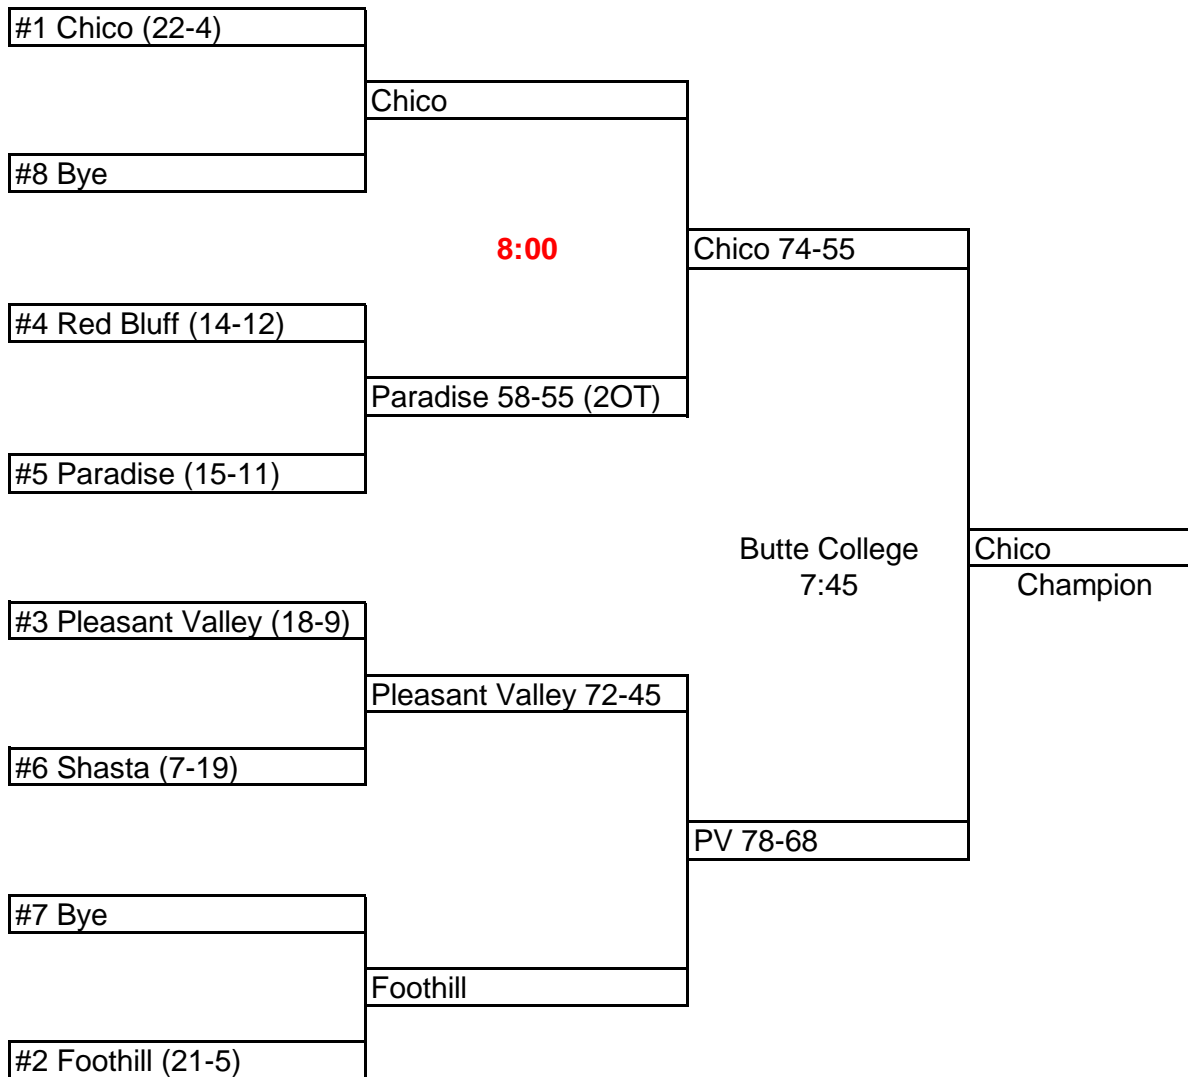 #1 Chico (22-4)
Chico
#8 Bye
8:00
Chico 74-55
#4 Red Bluff (14-12)
Paradise 58-55 (2OT)
#5 Paradise (15-11)
Butte College
7:45
Chico
Champion
#3 Pleasant Valley (18-9)
Pleasant Valley 72-45
#6 Shasta (7-19)
PV 78-68
#7 Bye
Foothill
#2 Foothill (21-5)